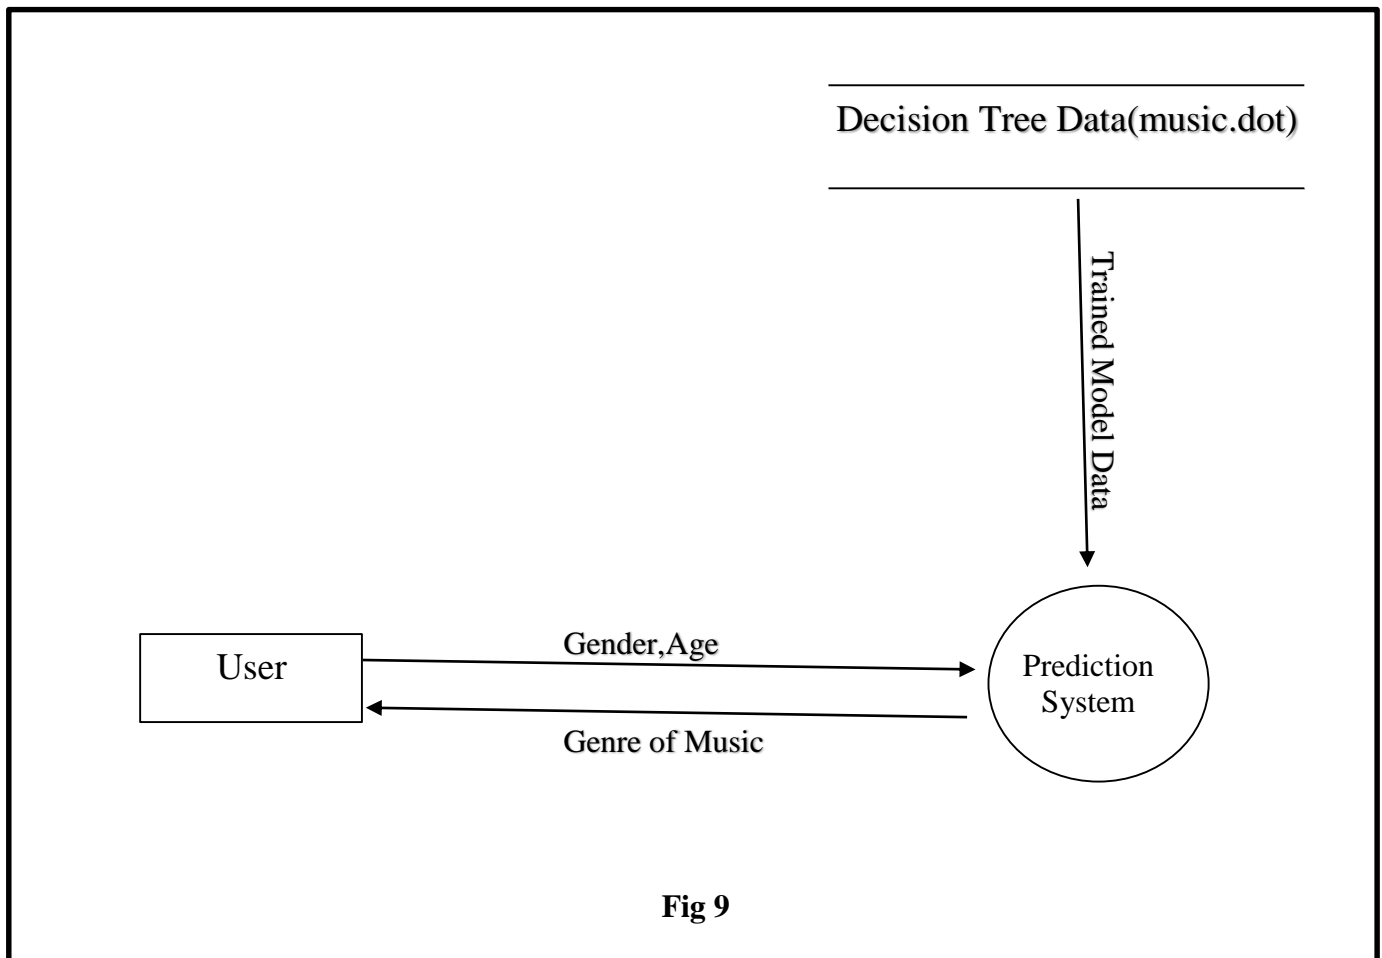 Decision Tree Data(music.dot)
Trained Model Data
User
Gender,Age
Genre of Music
Prediction
System
Fig 9